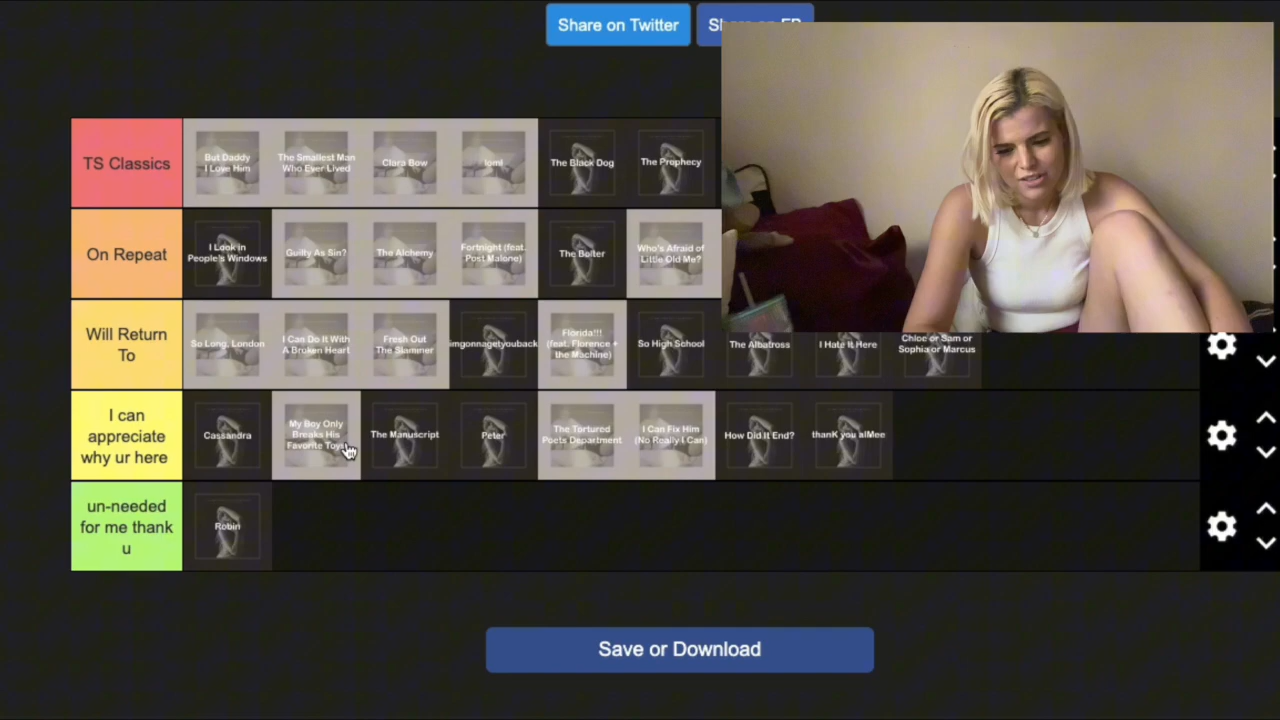 Share on Twitter
Share on FB
TS Classics
But Daddy
I Love Him
The Smallest Man
Who Ever Lived
Clara Bow
loml
The Black Dog
The Prophecy
On Repeat
I Look in
People's Windows
Guilty As Sin?
The Alchemy
Fortnight (feat.
Post Malone)
The Bolter
Who's Afraid of
Little Old Me?
Will Return
To
So Long, London
I Can Do It With
A Broken Heart
Fresh Out
The Slammer
imgonnagetyouback
Florida!!!
(feat. Florence +
the Machine)
So High School
The Albatross
I Hate It Here
Chloe or Sam or
Sophia or Marcus
I can
appreciate
why ur here
Cassandra
My Boy Only
Breaks His
Favorite Toys
The Manuscript
Peter
The Tortured
Poets Department
I Can Fix Him
(No Really I Can)
How Did It End?
thanK you aIMee
un-needed
for me thank
u
Robin
Save or Download